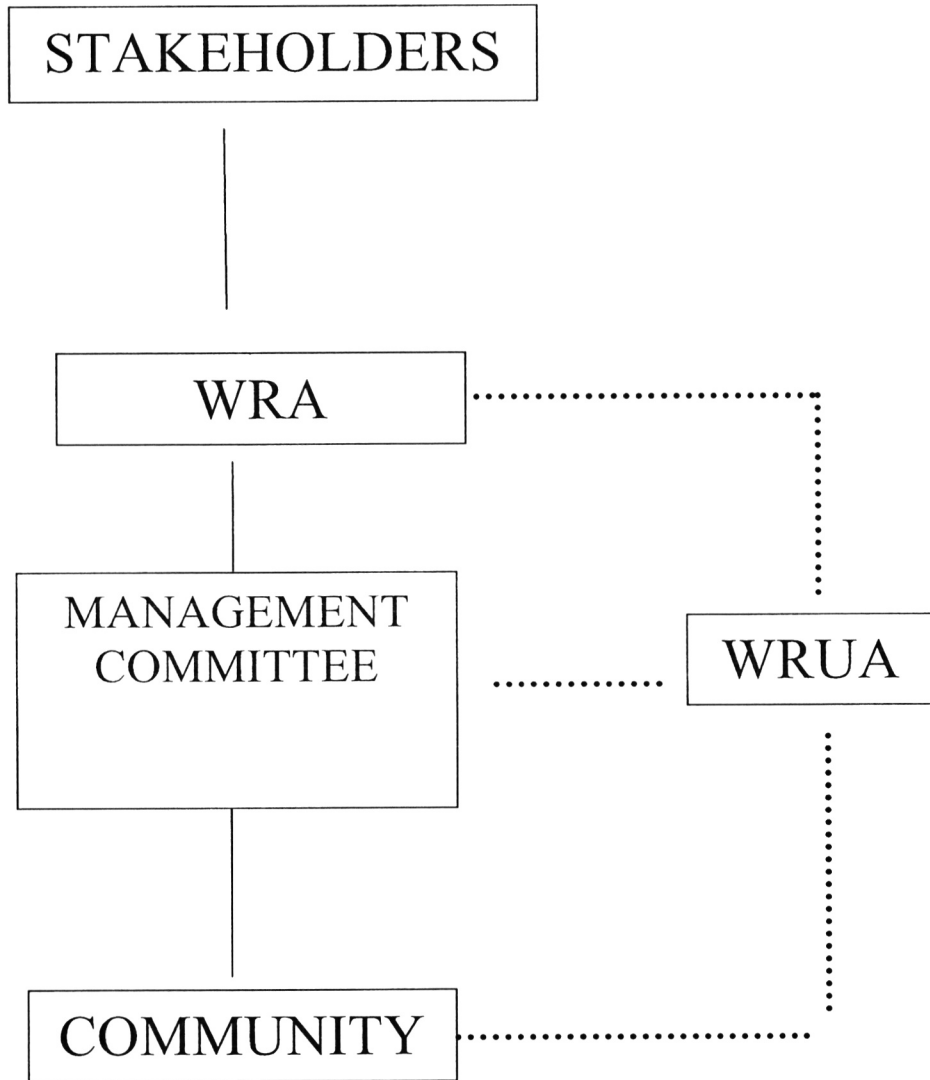 STAKEHOLDERS
WRA
MANAGEMENT
COMMITTEE
WRUA
COMMUNITY